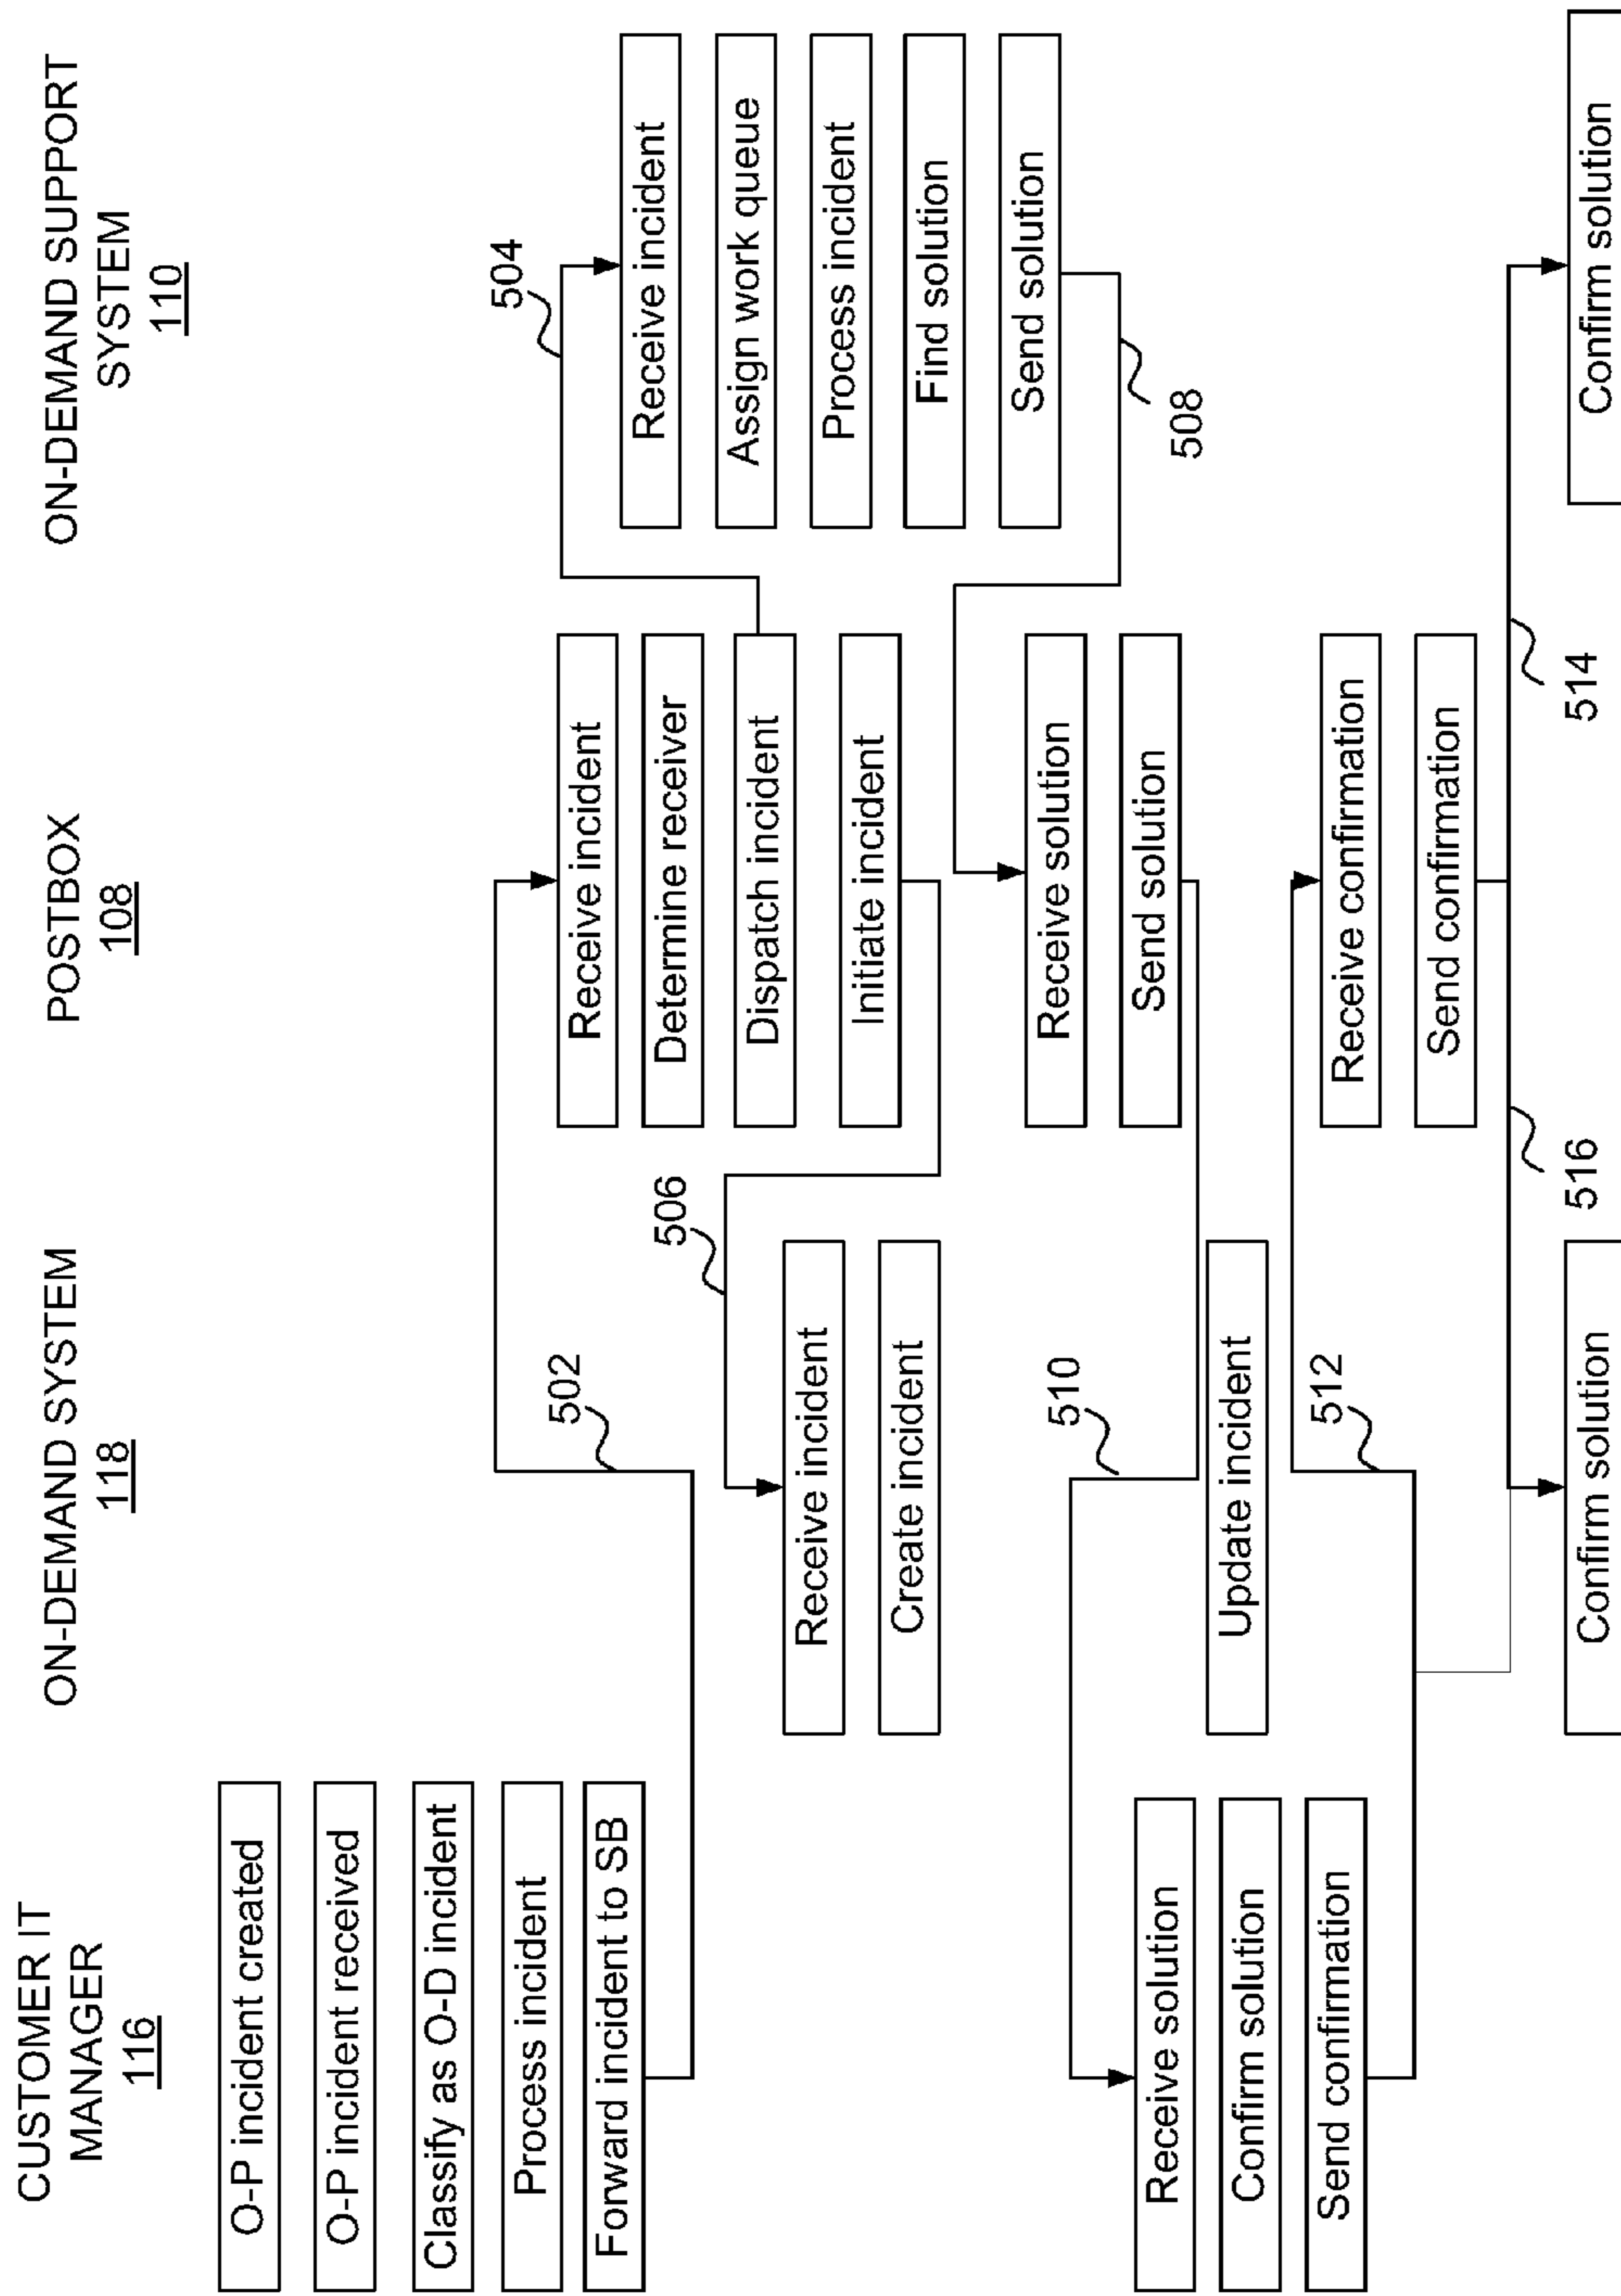 CUSTOMER IT
MANAGER
116
ON-DEMAND SYSTEM
118
POSTBOX
108
ON-DEMAND SUPPORT
SYSTEM
110
O-P incident created
O-P incident received
Classify as O-D incident
Process incident
Forward incident to SB
502
Receive incident
Determine receiver
Dispatch incident
Initiate incident
504
Receive incident
Assign work queue
Process incident
Find solution
Send solution
506
Receive incident
Create incident
508
Receive solution
Send solution
510
Receive solution
Confirm solution
Send confirmation
Update incident
512
Receive confirmation
Send confirmation
514
516
Confirm solution
Confirm solution